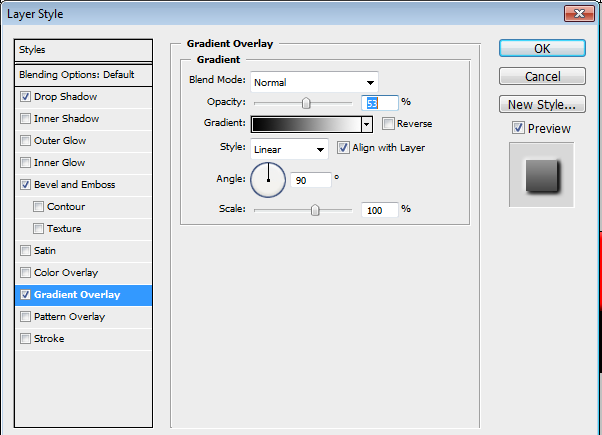 Layer Style
Styles
Blending Options: Default
Drop Shadow
Inner Shadow
Outer Glow
Inner Glow
Bevel and Emboss
Contour
Texture
Satin
Color Overlay
Gradient Overlay
Pattern Overlay
Stroke
Gradient Overlay
Gradient
Blend Mode: Normal
Opacity: 53 %
Gradient: Reverse
Style: Linear Align with Layer
Angle: 90 °
Scale: 100 %
OK
Cancel
New Style...
Preview